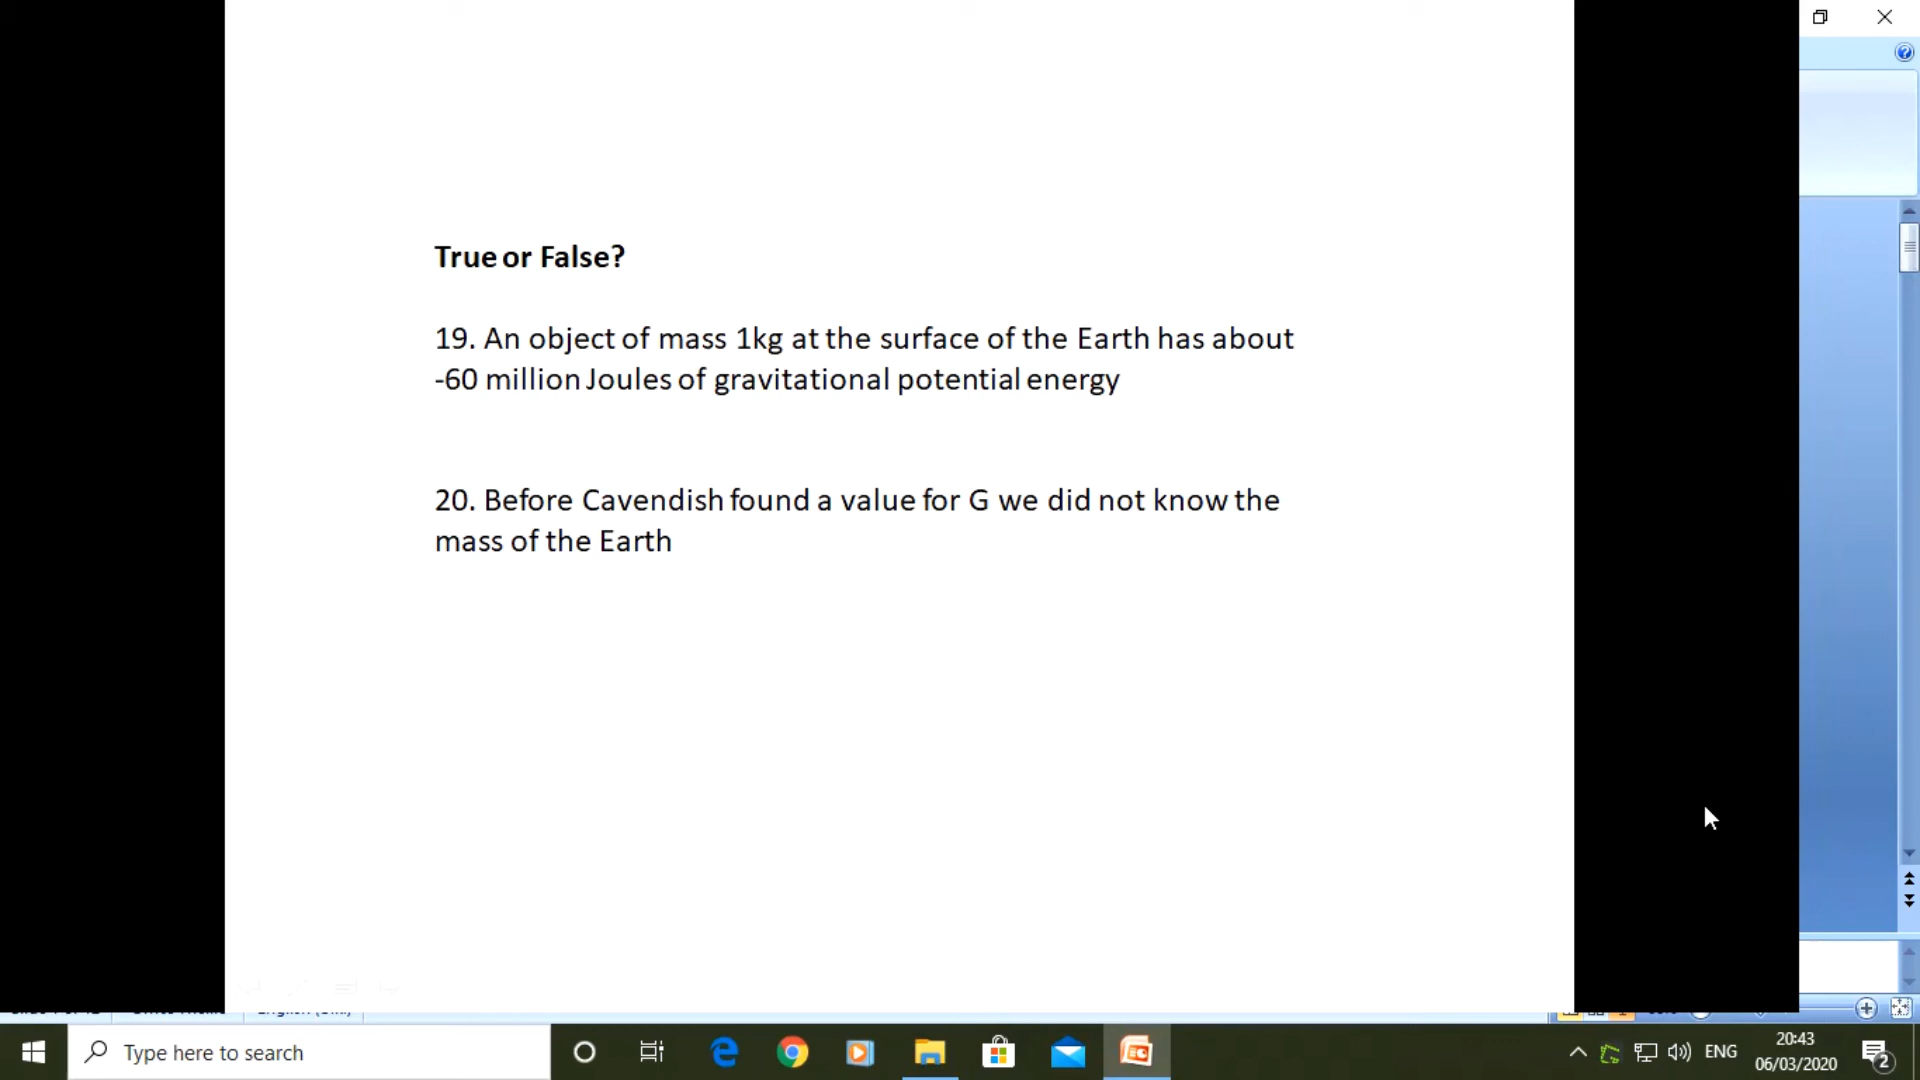 True or False?
19. An object of mass 1kg at the surface of the Earth has about
-60 million Joules of gravitational potential energy
20. Before Cavendish found a value for G we did not know the
mass of the Earth
Type here to search
ENG
20:43
06/03/2020
2